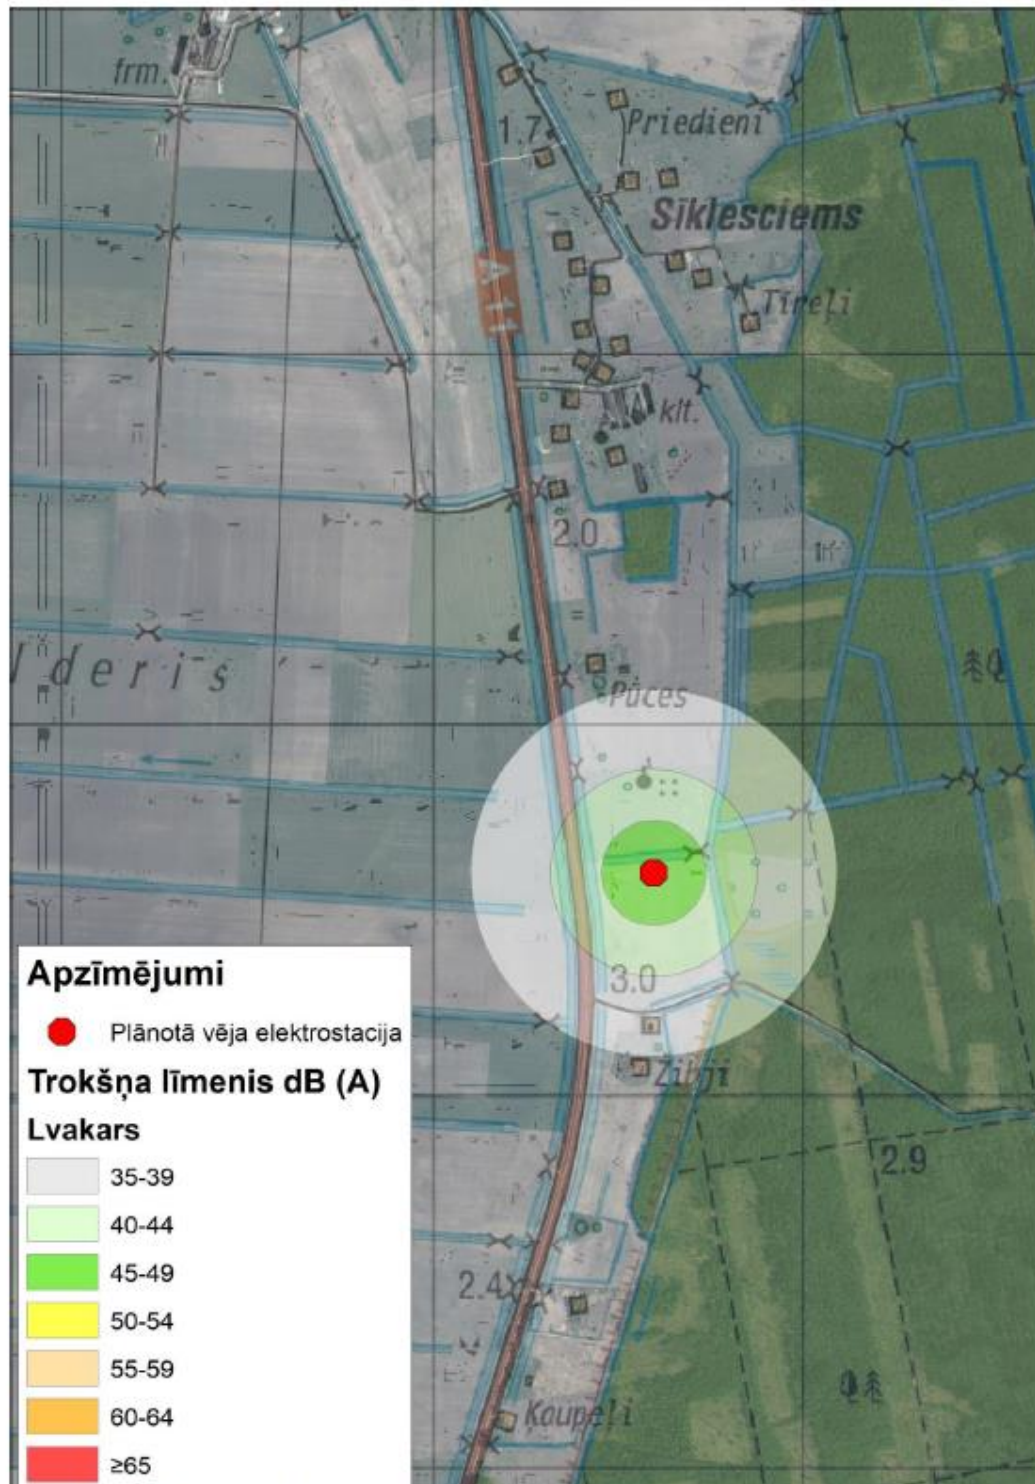 frm.
Priedieni
1.7
Sīklesciems
A 11
Tīreļi
klt.
2.0
lderis
Pūces
3.0
Zībji
2.9
2.4
Kaupeļi
Apzīmējumi
Plānotā vēja elektrostacija
Trokšņa līmenis dB (A)
Lvakars
35-39
40-44
45-49
50-54
55-59
60-64
≥65